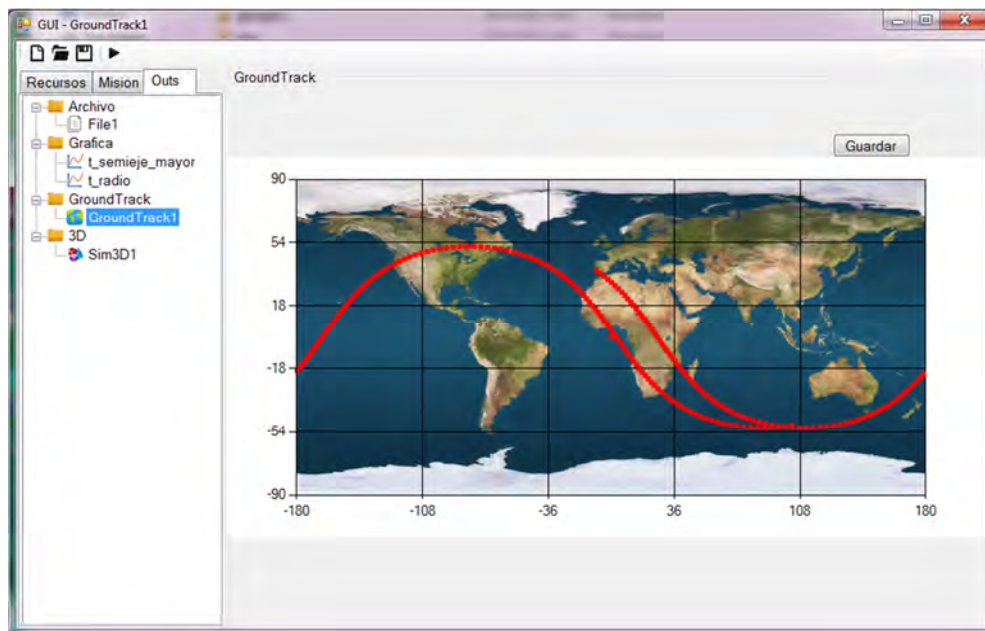 GUI - GroundTrack1
Recursos Mision Outs
GroundTrack
Archivo
File1
Grafica
t_semieje_mayor
t_radio
GroundTrack
GroundTrack1
3D
Sim3D1
Guardar
90
54
18
-18
-54
-90
-180 -108 -36 36 108 180